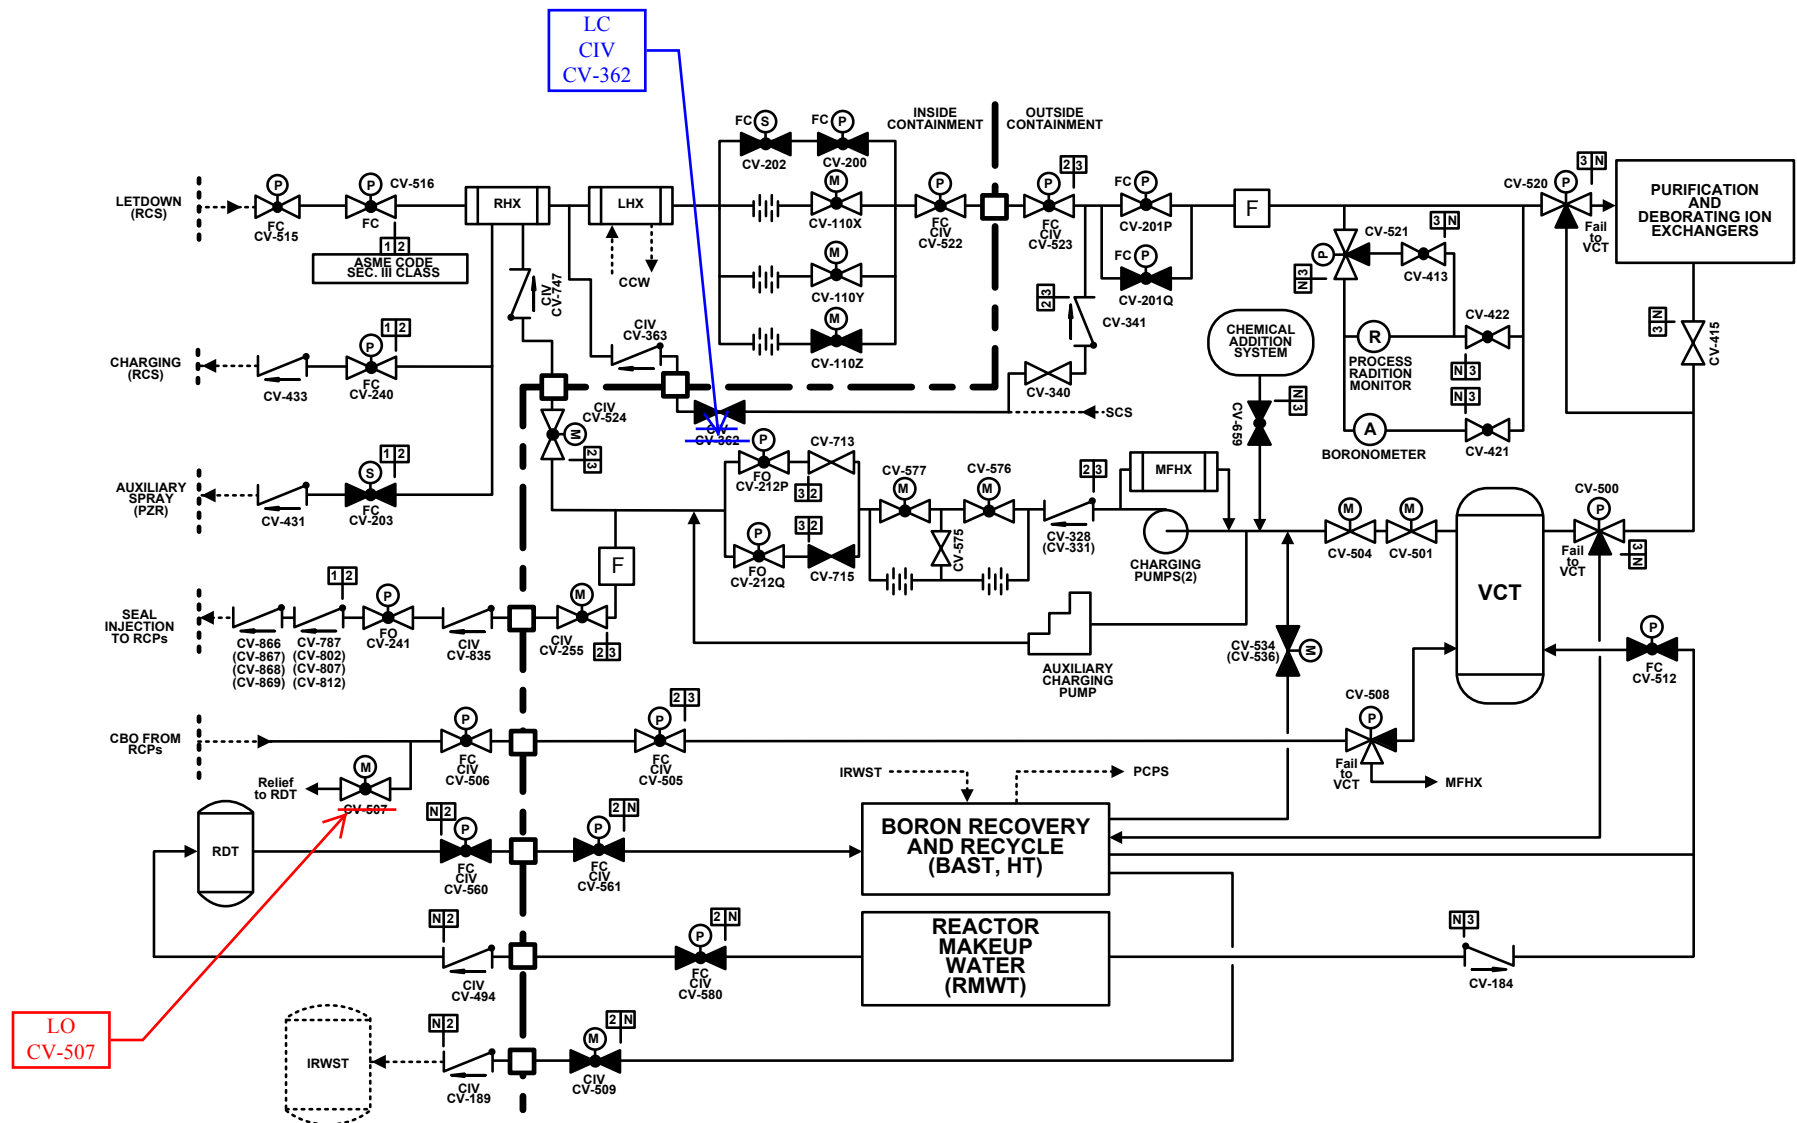 LC
CIV
CV-362
INSIDE
CONTAINMENT
OUTSIDE
CONTAINMENT
FC
S
CV-202
FC
P
CV-200
LETDOWN
(RCS)
P
FC
CV-515
P
CV-516
FC
1 2
ASME CODE
SEC. III CLASS
RHX
LHX
CCW
M
CV-110X
M
CV-110Y
M
CV-110Z
P
FC
CIV
CV-522
P
2 3
FC
CIV
CV-523
FC
P
CV-201P
FC
P
CV-201Q
F
3 N
CV-520
P
Fail
to
VCT
PURIFICATION
AND
DEBORATING ION
EXCHANGERS
3 N
CV-521
P
N 3
CV-413
CV-422
N 3
R
PROCESS
RADITION
MONITOR
N 3
A
CV-421
BORONOMETER
3 N
CV-415
CIV
CV-747
CIV
CV-363
2 3
CV-341
CV-340
SCS
CHEMICAL
ADDITION
SYSTEM
N 3
CV-659
CHARGING
(RCS)
CV-433
P
1 2
FC
CV-240
CIV
CV-524
M
2 3
CIV
CV-362
AUXILIARY
SPRAY
(PZR)
CV-431
S
1 2
FC
CV-203
P
FO
CV-212P
CV-713
3 2
P
FO
CV-212Q
3 2
CV-715
CV-577
M
CV-576
M
CV-575
2 3
CV-328
(CV-331)
MFHX
CHARGING
PUMPS(2)
M
CV-504
M
CV-501
VCT
CV-500
P
Fail
to
VCT
3 N
P
FC
CV-512
SEAL
INJECTION
TO RCPs
CV-866
(CV-867)
(CV-868)
(CV-869)
1 2
CV-787
(CV-802)
(CV-807)
(CV-812)
P
FO
CV-241
CIV
CV-835
M
CIV
CV-255
2 3
F
AUXILIARY
CHARGING
PUMP
CV-534
(CV-536)
M
CBO FROM
RCPs
P
FC
CIV
CV-506
P
2 3
FC
CIV
CV-505
CV-508
P
Fail
to
VCT
MFHX
Relief
to RDT
M
CV-507
IRWST
PCPS
RDT
N 2
P
FC
CIV
CV-560
2 N
P
FC
CIV
CV-561
BORON RECOVERY
AND RECYCLE
(BAST, HT)
N 2
CIV
CV-494
2 N
P
FC
CIV
CV-580
REACTOR
MAKEUP
WATER
(RMWT)
N 3
CV-184
LO
CV-507
IRWST
N 2
CIV
CV-189
2 N
M
CIV
CV-509